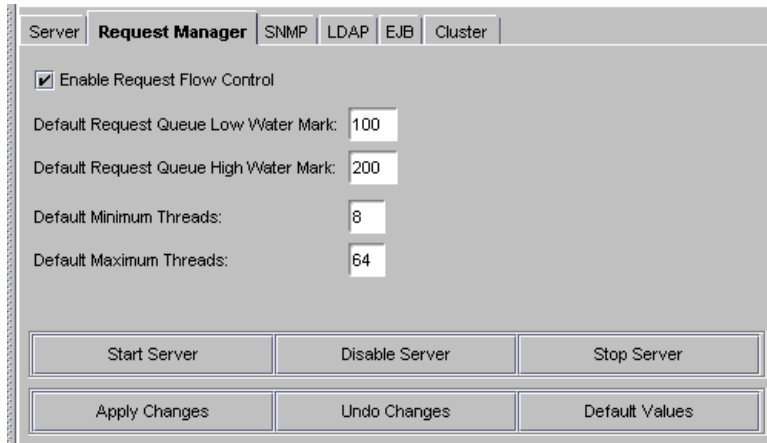 Server Request Manager SNMP LDAP EJB Cluster
Enable Request Flow Control
Default Request Queue Low Water Mark: 100
Default Request Queue High Water Mark: 200
Default Minimum Threads: 8
Default Maximum Threads: 64
Start Server Disable Server Stop Server
Apply Changes Undo Changes Default Values